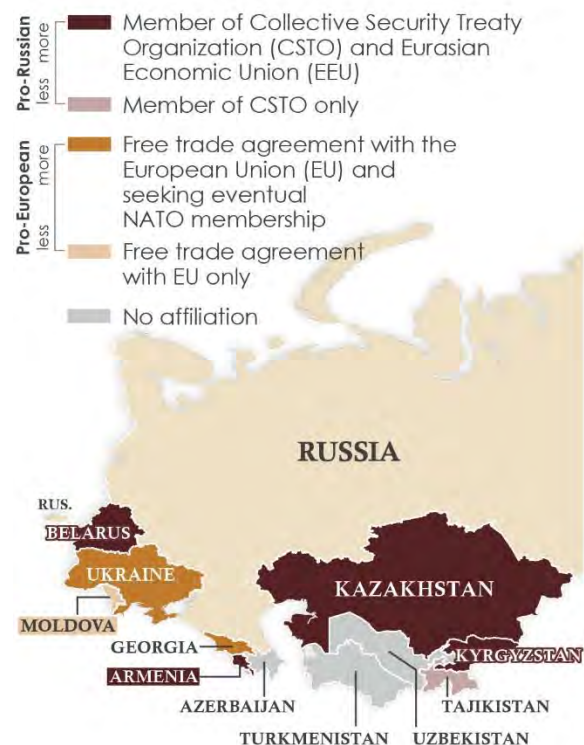 Pro-Russian
more
less
Member of Collective Security Treaty
Organization (CSTO) and Eurasian
Economic Union (EEU)
Member of CSTO only
Pro-European
more
less
Free trade agreement with the
European Union (EU) and
seeking eventual
NATO membership
Free trade agreement
with EU only
No affiliation
RUSSIA
RUS.
BELARUS
UKRAINE
KAZAKHSTAN
MOLDOVA
GEORGIA
KYRGYZSTAN
ARMENIA
AZERBAIJAN
TAJIKISTAN
TURKMENISTAN
UZBEKISTAN